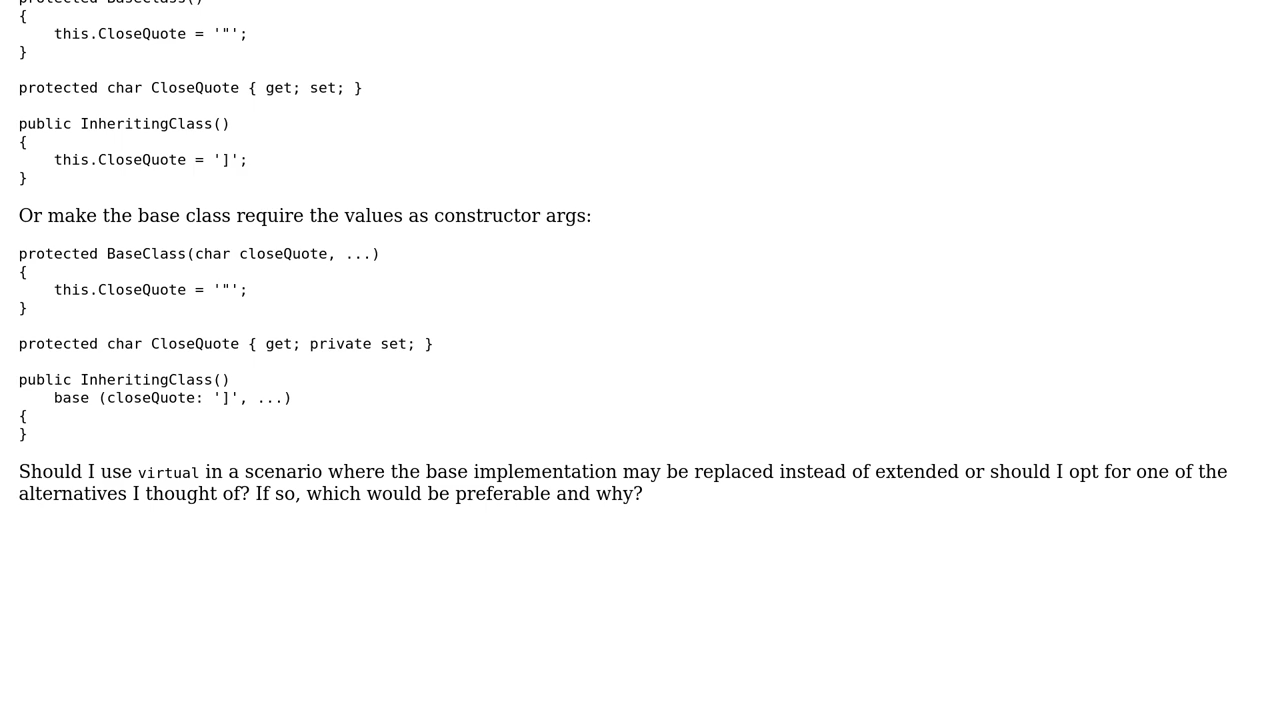 protected BaseClass()
{
    this.CloseQuote = '"';
}
protected char CloseQuote { get; set; }
public InheritingClass()
{
    this.CloseQuote = ']';
}
Or make the base class require the values as constructor args:
protected BaseClass(char closeQuote, ...)
{
    this.CloseQuote = '"';
}
protected char CloseQuote { get; private set; }
public InheritingClass()
    base (closeQuote: ']', ...)
{
}
Should I use virtual in a scenario where the base implementation may be replaced instead of extended or should I opt for one of the
alternatives I thought of? If so, which would be preferable and why?